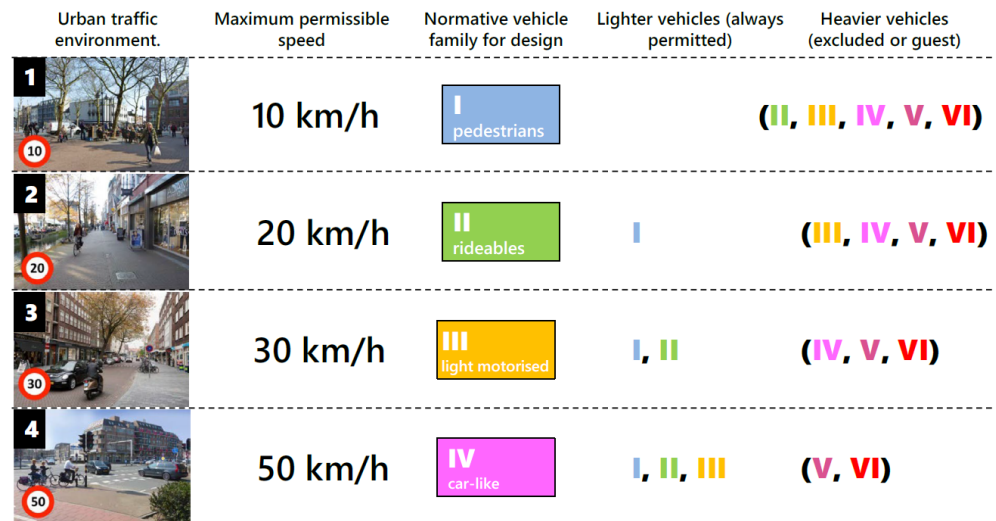 Urban traffic
environment.
Maximum permissible
speed
Normative vehicle
family for design
Lighter vehicles (always
permitted)
Heavier vehicles
(excluded or guest)
1
10
10 km/h
I
pedestrians
(II, III, IV, V, VI)
2
20
20 km/h
II
rideables
I
(III, IV, V, VI)
3
30
30 km/h
III
light motorised
I, II
(IV, V, VI)
4
50
50 km/h
IV
car-like
I, II, III
(V, VI)